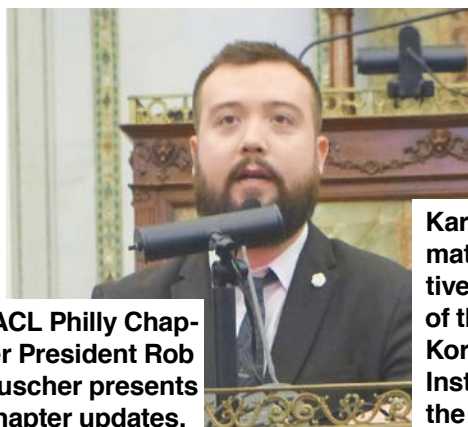 ACL Philly Chap-
er President Rob
uscher presents
hapter updates.
Kar
mat
tive
of th
Kor
Inst
the